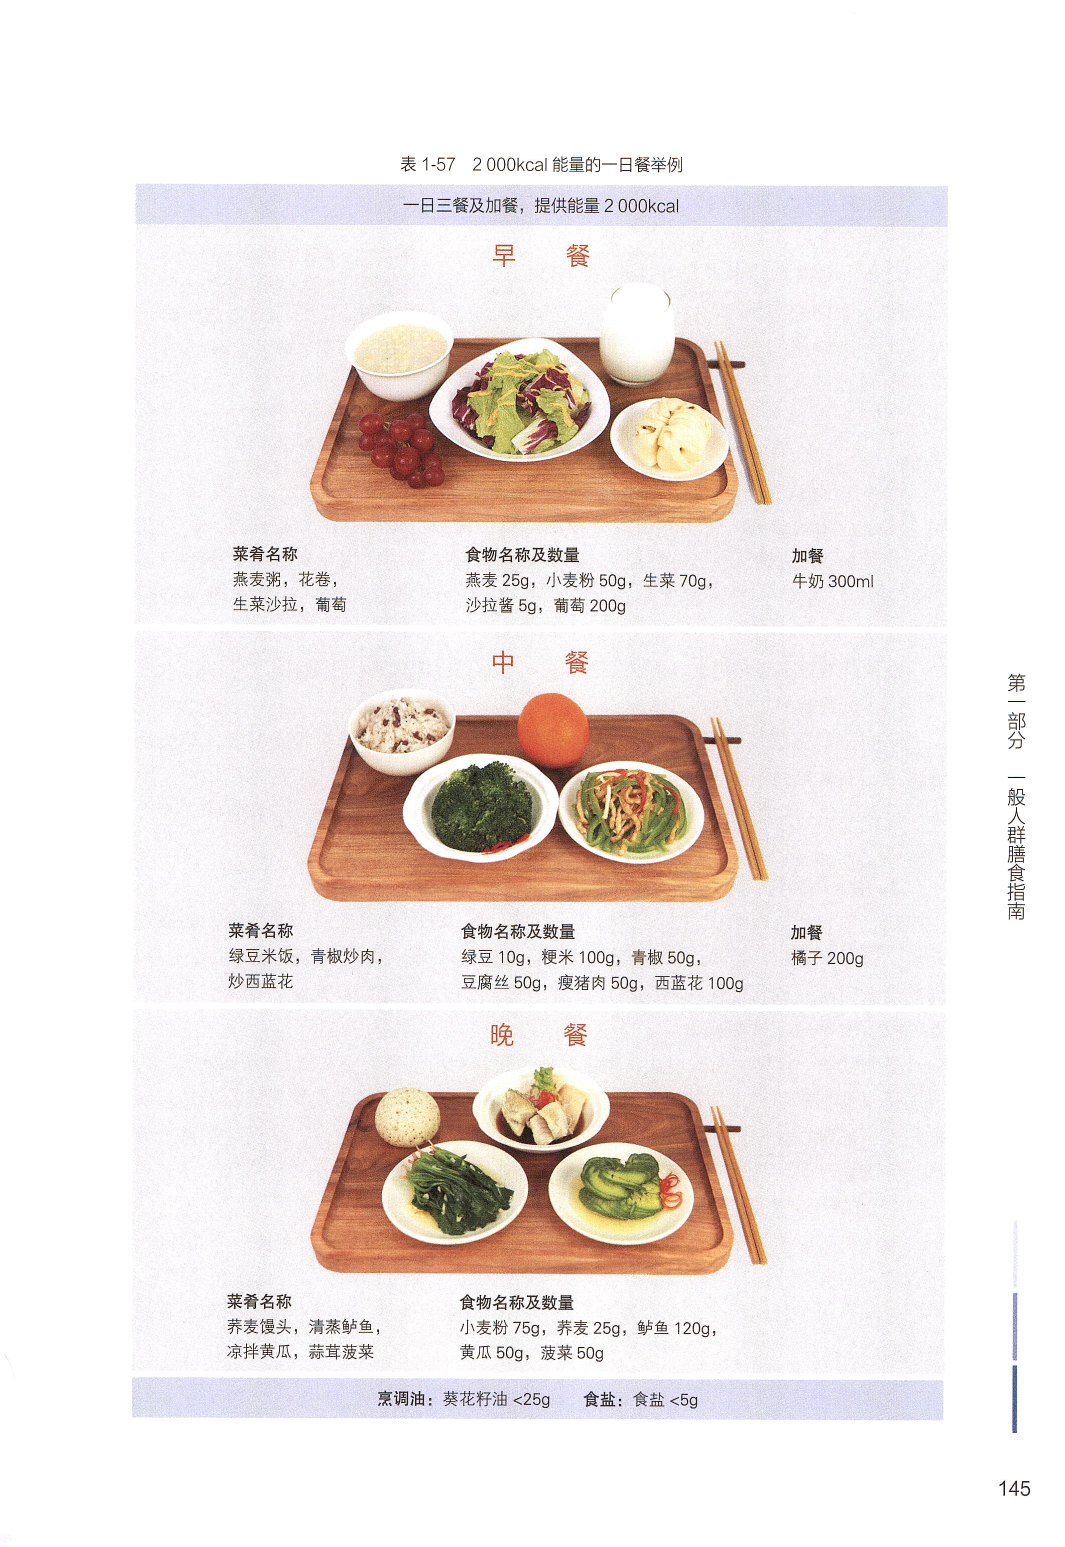 表 1-57 2 000kcal 能量的一日餐举例
一日三餐及加餐，提供能量 2 000kcal
早 餐
菜肴名称
燕麦粥，花卷，
生菜沙拉，葡萄
食物名称及数量
燕麦 25g，小麦粉 50g，生菜 70g，
沙拉酱 5g，葡萄 200g
加餐
牛奶 300ml
中 餐
菜肴名称
绿豆米饭，青椒炒肉，
炒西蓝花
食物名称及数量
绿豆 10g，粳米 100g，青椒 50g，
豆腐丝 50g，瘦猪肉 50g，西蓝花 100g
加餐
橘子 200g
晚 餐
菜肴名称
荞麦馒头，清蒸鲈鱼，
凉拌黄瓜，蒜茸菠菜
食物名称及数量
小麦粉 75g，荞麦 25g，鲈鱼 120g，
黄瓜 50g，菠菜 50g
烹调油：葵花籽油 <25g 食盐：食盐 <5g
第一部分 一般人群膳食指南
145